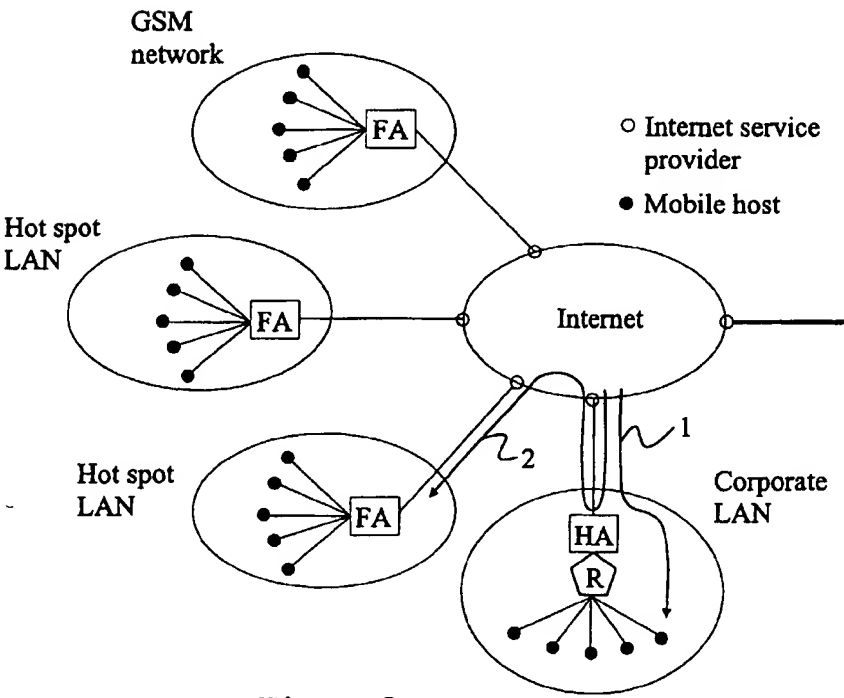 GSM
network
FA
Internet service
provider
Mobile host
Hot spot
LAN
FA
Internet
1
2
Hot spot
LAN
FA
Corporate
LAN
HA
R